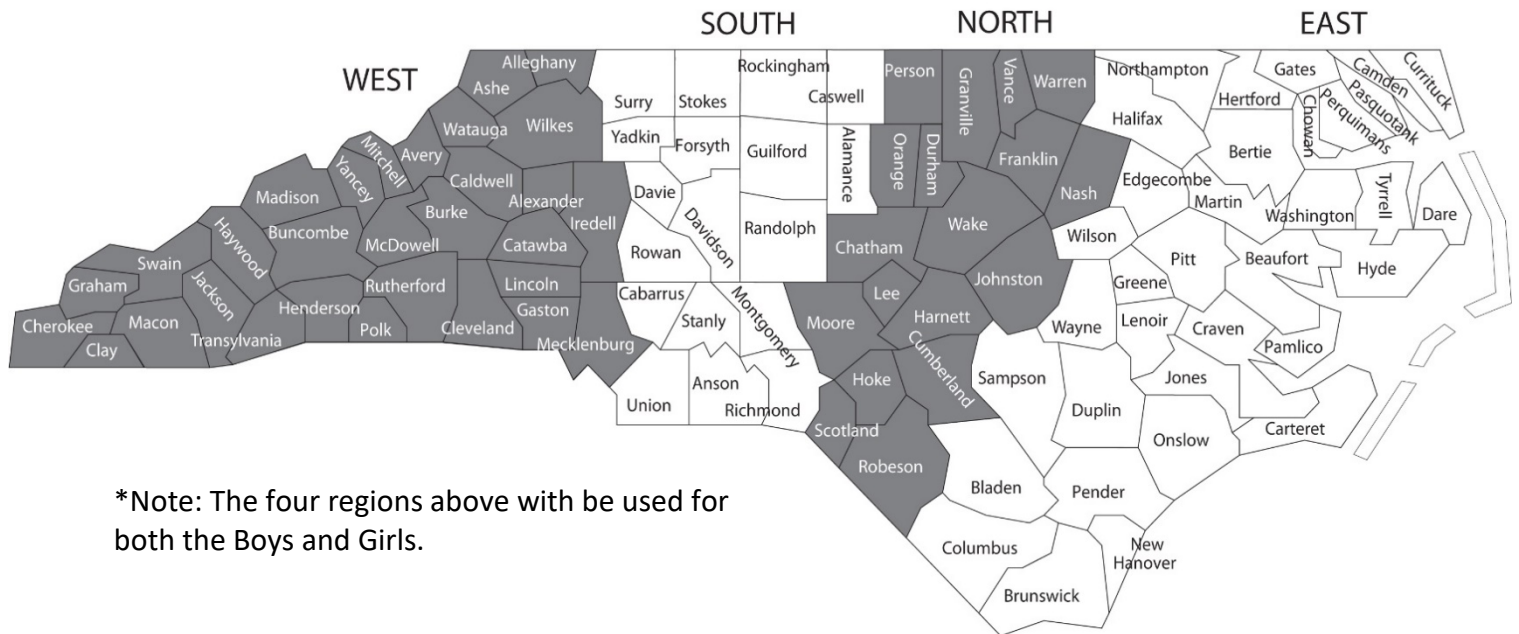 SOUTH
NORTH
EAST
WEST
Alleghany
Ashe
Surry
Stokes
Rockingham
Caswell
Person
Granville
Vance
Warren
Northampton
Gates
Camden
Currituck
Pasquotank
Perquimans
Chowan
Hertford
Halifax
Watauga
Wilkes
Yadkin
Forsyth
Guilford
Alamance
Orange
Durham
Franklin
Nash
Edgecombe
Bertie
Martin
Washington
Tyrrell
Dare
Mitchell
Avery
Yancey
Madison
Caldwell
Alexander
Iredell
Davie
Davidson
Randolph
Chatham
Wake
Wilson
Pitt
Beaufort
Hyde
Buncombe
Haywood
McDowell
Burke
Catawba
Rowan
Johnston
Greene
Swain
Graham
Jackson
Rutherford
Lincoln
Cabarrus
Stanly
Montgomery
Moore
Lee
Harnett
Wayne
Lenoir
Craven
Pamlico
Cherokee
Macon
Clay
Transylvania
Henderson
Polk
Cleveland
Gaston
Mecklenburg
Union
Anson
Richmond
Hoke
Cumberland
Sampson
Duplin
Jones
Onslow
Carteret
Scotland
Robeson
Bladen
Pender
Columbus
New
Hanover
Brunswick
*Note: The four regions above with be used for
both the Boys and Girls.